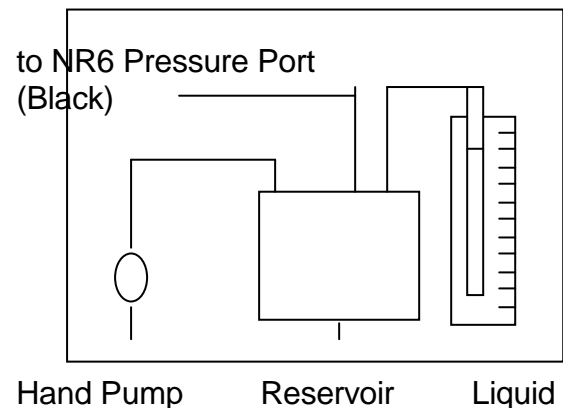 to NR6 Pressure Port
(Black)
Hand Pump Reservoir Liquid